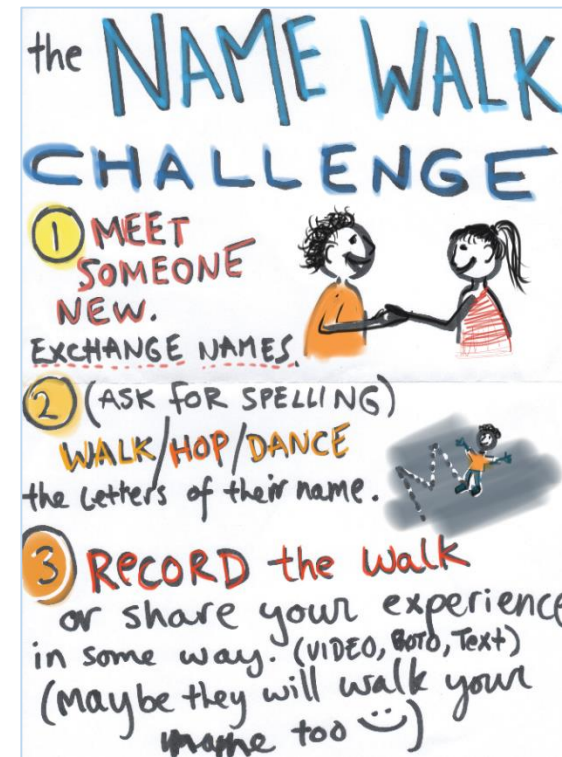 the NAME WALK
CHALLENGE
1 MEET
SOMEONE
NEW.
EXCHANGE NAMES.
2 (ASK FOR SPELLING)
WALK/HOP/DANCE
the letters of their name.
3 RECORD the walk
or share your experience
in some way. (VIDEO, FOTO, Text)
(Maybe they will walk your
name too)